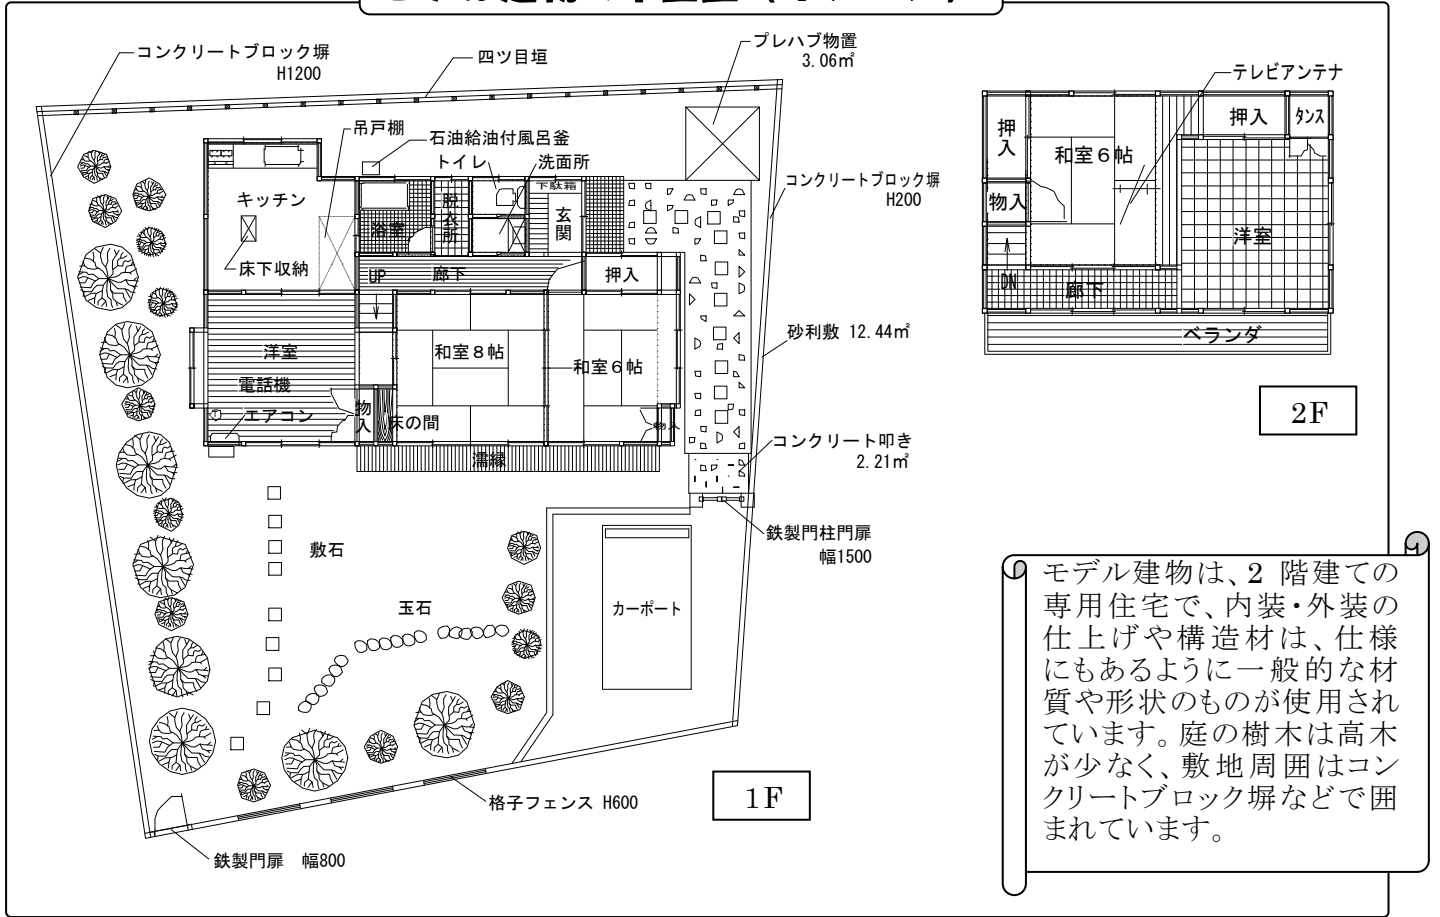 コンクリートブロック塀
H1200
四ツ目垣
プレハブ物置
3.06㎡
吊戸棚
石油給油付風呂釜
トイレ
洗面所
下駄箱
キッチン
浴室
脱衣所
玄関
コンクリートブロック塀
H200
床下収納
UP
廊下
押入
洋室
電話機
エアコン
物入
床の間
和室8帖
和室6帖
物入
濡縁
砂利敷 12.44㎡
コンクリート叩き
2.21㎡
鉄製門柱門扉
幅1500
敷石
玉石
カーポート
格子フェンス H600
鉄製門扉 幅800
1F
テレビアンテナ
押入
和室6帖
押入
タンス
物入
洋室
DN
廊下
ベランダ
2F
モデル建物は、2 階建ての
専用住宅で、内装・外装の
仕上げや構造材は、仕様
にもあるように一般的な材
質や形状のものが使用され
ています。庭の樹木は高木
が少なく、敷地周囲はコン
クリートブロック塀などで囲
まれています。